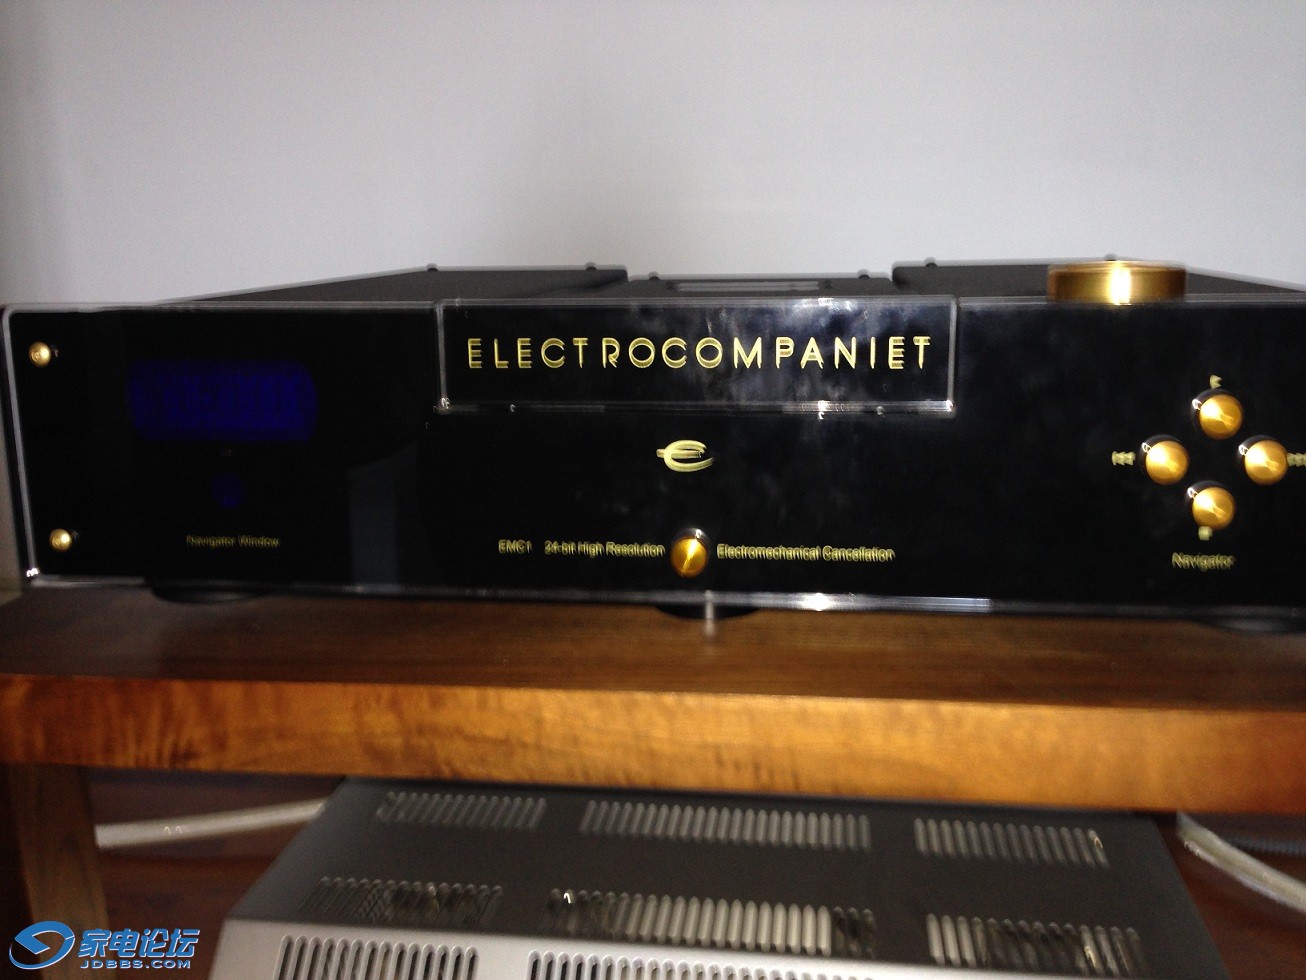 ELECTROCOMPANIET
EMC1 24-bit High Resolution
Electromechanical Cancellation
Navigator Window
Navigator
家电论坛
JDBBS.COM